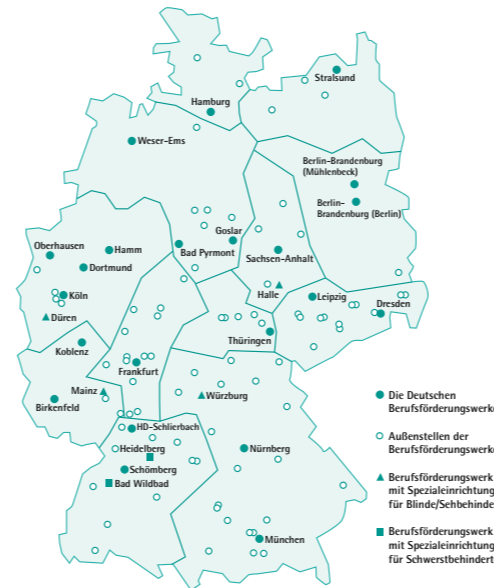 Stralsund
Hamburg
Weser-Ems
Berlin-Brandenburg
(Mühlenbeck)
Berlin-
Brandenburg (Berlin)
Oberhausen
Hamm
Goslar
Bad Pyrmont
Sachsen-Anhalt
Dortmund
Köln
Halle
Leipzig
Dresden
Düren
Thüringen
Koblenz
Frankfurt
Mainz
Würzburg
Birkenfeld
HD-Schlierbach
Heidelberg
Nürnberg
Schömberg
Bad Wildbad
München
Die Deutschen
Berufsförderungswerke
Außenstellen der
Berufsförderungswerke
Berufsförderungswerk
mit Spezialeinrichtung
für Blinde/Sehbehinde
Berufsförderungswerk
mit Spezialeinrichtung
für Schwerstbehindert